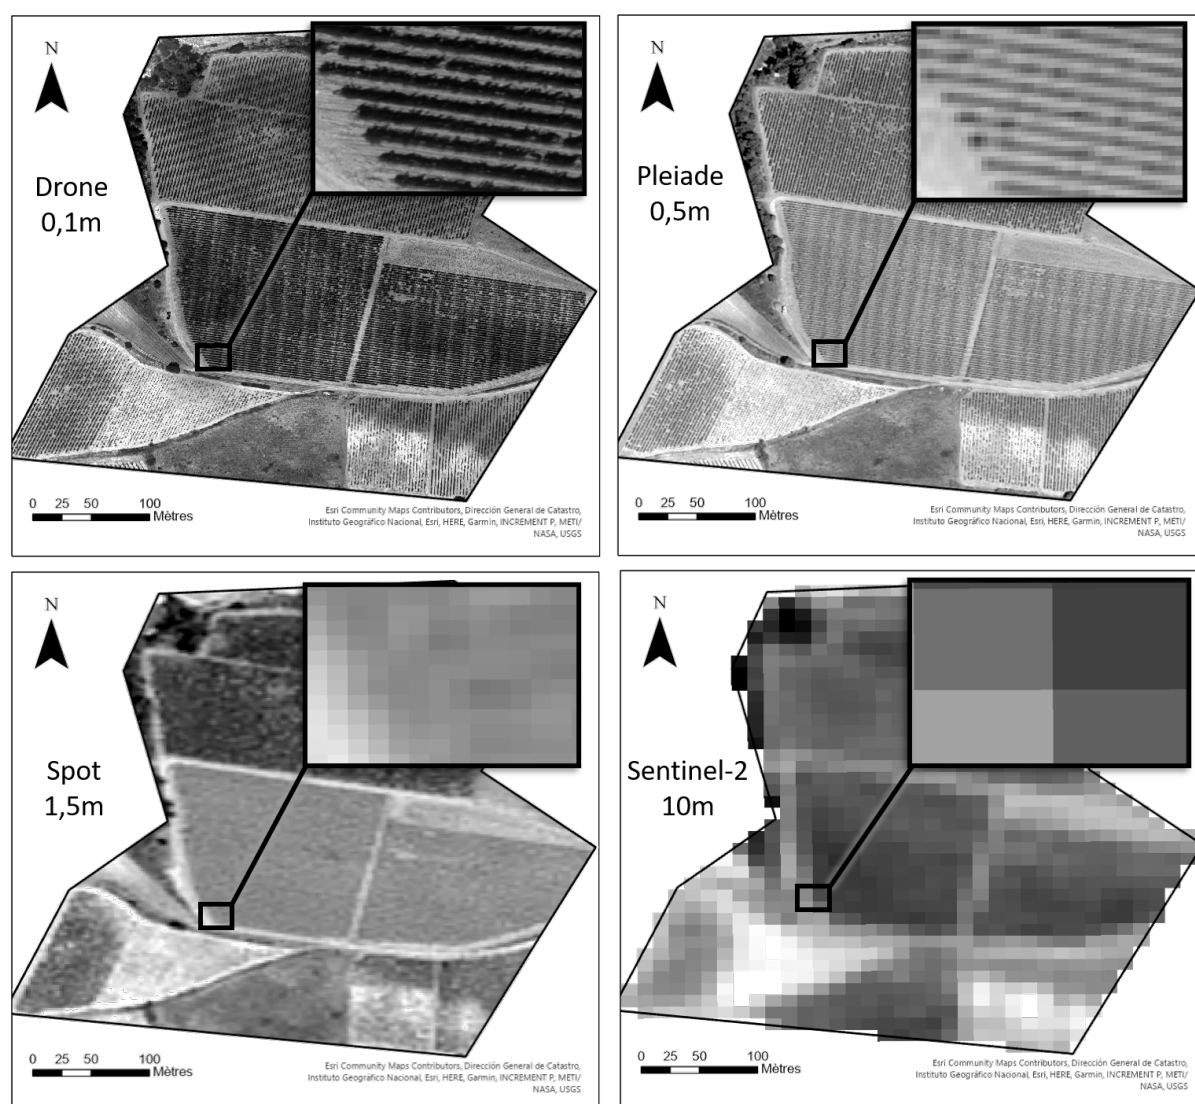 N
Drone
0,1m
0 25 50 100
Mètres
Esri Community Maps Contributors, Dirección General de Catastro,
Instituto Geográfico Nacional, Esri, HERE, Garmin, INCREMENT P, METI/
NASA, USGS
N
Pleiade
0,5m
0 25 50 100
Mètres
Esri Community Maps Contributors, Dirección General de Catastro,
Instituto Geográfico Nacional, Esri, HERE, Garmin, INCREMENT P, METI/
NASA, USGS
N
Spot
1,5m
0 25 50 100
Mètres
Esri Community Maps Contributors, Dirección General de Catastro,
Instituto Geográfico Nacional, Esri, HERE, Garmin, INCREMENT P, METI/
NASA, USGS
N
Sentinel-2
10m
0 25 50 100
Mètres
Esri Community Maps Contributors, Dirección General de Catastro,
Instituto Geográfico Nacional, Esri, HERE, Garmin, INCREMENT P, METI/
NASA, USGS